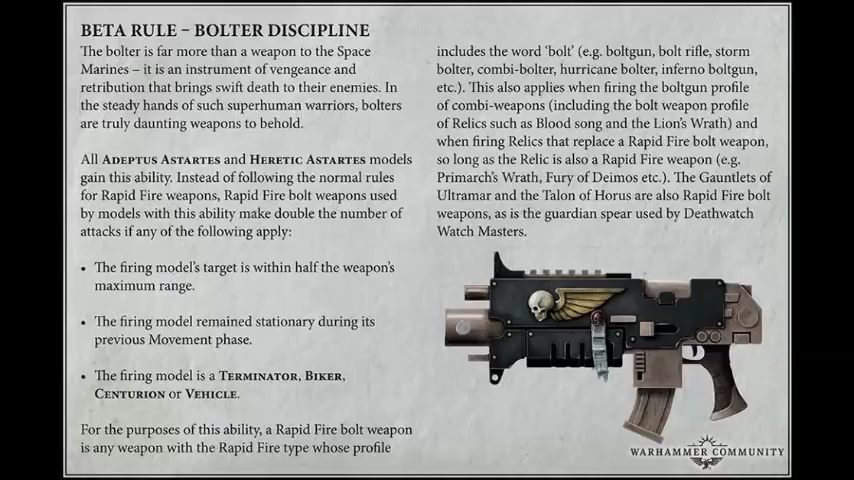 BETA RULE – BOLTER DISCIPLINE
The bolter is far more than a weapon to the Space
Marines – it is an instrument of vengeance and
retribution that brings swift death to their enemies. In
the steady hands of such superhuman warriors, bolters
are truly daunting weapons to behold.
All ADEPTUS ASTARTES and HERETIC ASTARTES models
gain this ability. Instead of following the normal rules
for Rapid Fire weapons, Rapid Fire bolt weapons used
by models with this ability make double the number of
attacks if any of the following apply:
• The firing model's target is within half the weapon's
maximum range.
• The firing model remained stationary during its
previous Movement phase.
• The firing model is a TERMINATOR, BIKER,
CENTURION or VEHICLE.
For the purposes of this ability, a Rapid Fire bolt weapon
is any weapon with the Rapid Fire type whose profile
includes the word 'bolt' (e.g. boltgun, bolt rifle, storm
bolter, combi-bolter, hurricane bolter, inferno boltgun,
etc.). This also applies when firing the boltgun profile
of combi-weapons (including the bolt weapon profile
of Relics such as Blood song and the Lion's Wrath) and
when firing Relics that replace a Rapid Fire bolt weapon,
so long as the Relic is also a Rapid Fire weapon (e.g.
Primarch's Wrath, Fury of Deimos etc.). The Gauntlets of
Ultramar and the Talon of Horus are also Rapid Fire bolt
weapons, as is the guardian spear used by Deathwatch
Watch Masters.
WARHAMMER COMMUNITY